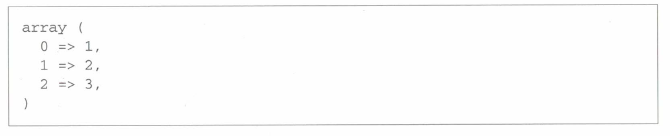 array (
  0 => 1,
  1 => 2,
  2 => 3,
)